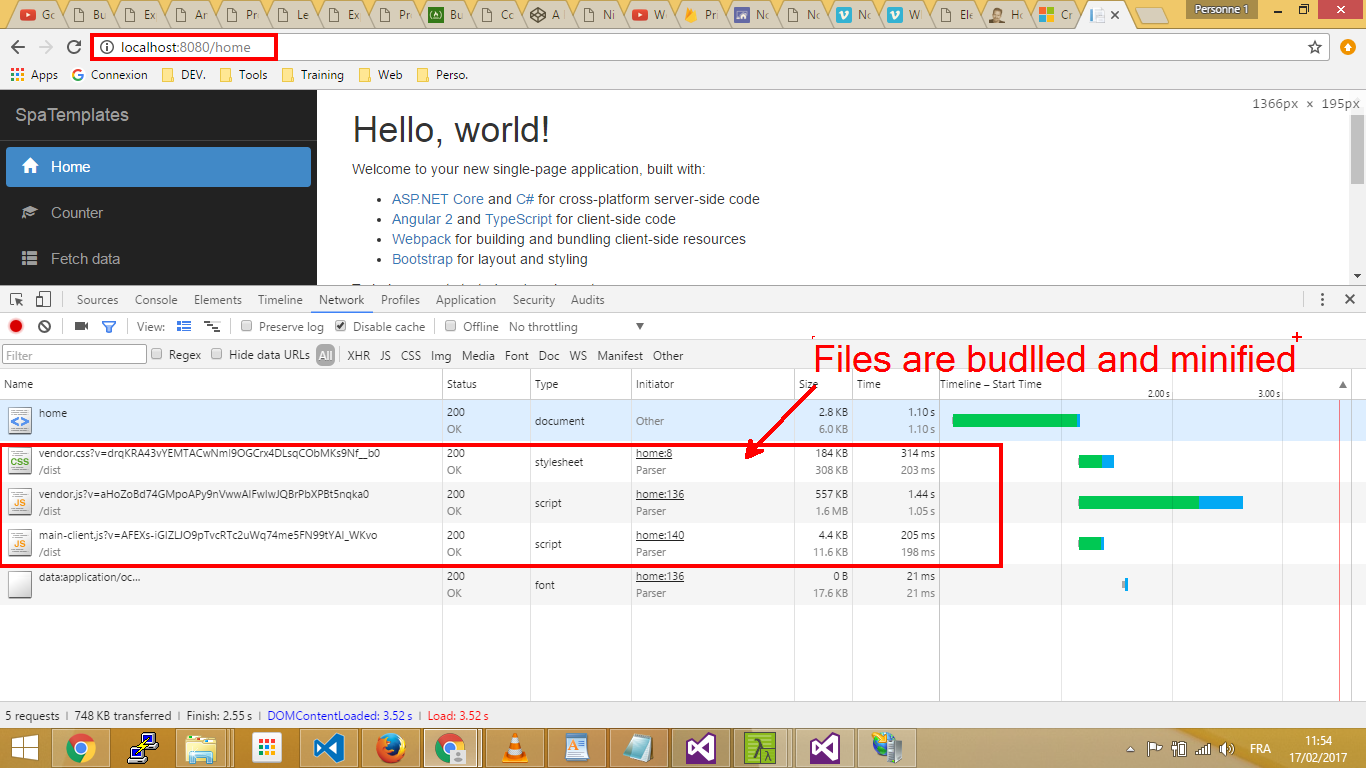 Go Bu Ex Ar Pr Le Ex Pr Bu Co A Ni W Pri No No No W Ele Ho Cr Personne 1
localhost:8080/home
Apps Connexion DEV. Tools Training Web Perso.
SpaTemplates
Home
Counter
Fetch data
1366px × 195px
Hello, world!
Welcome to your new single-page application, built with:
ASP.NET Core and C# for cross-platform server-side code
Angular 2 and TypeScript for client-side code
Webpack for building and bundling client-side resources
Bootstrap for layout and styling
Sources Console Elements Timeline Network Profiles Application Security Audits
View: Preserve log Disable cache Offline No throttling
Filter Regex Hide data URLs All XHR JS CSS Img Media Font Doc WS Manifest Other
Files are budlled and minified
Name Status Type Initiator Size Time Timeline – Start Time
2.00 s 3.00 s
home 200 document Other 2.8 KB 1.10 s
OK 6.0 KB 1.10 s
vendor.css?v=drqKRA43vYEMTACwNmI9OGCrx4DLsqCObMKs9Nf__b0 200 stylesheet home:8 184 KB 314 ms
/dist OK Parser 308 KB 203 ms
vendor.js?v=aHoZoBd74GMpoAPy9nVwwAlFwIwJQBrPbXPBt5nqka0 200 script home:136 557 KB 1.44 s
/dist OK Parser 1.6 MB 1.05 s
main-client.js?v=AFEXs-iGIZLJO9pTvcRTc2uWq74me5FN99tYAl_WKvo 200 script home:140 4.4 KB 205 ms
/dist OK Parser 11.6 KB 198 ms
data:application/oc... 200 font home:136 0 B 21 ms
OK Parser 17.6 KB 21 ms
5 requests | 748 KB transferred | Finish: 2.55 s | DOMContentLoaded: 3.52 s | Load: 3.52 s
FRA
11:54
17/02/2017